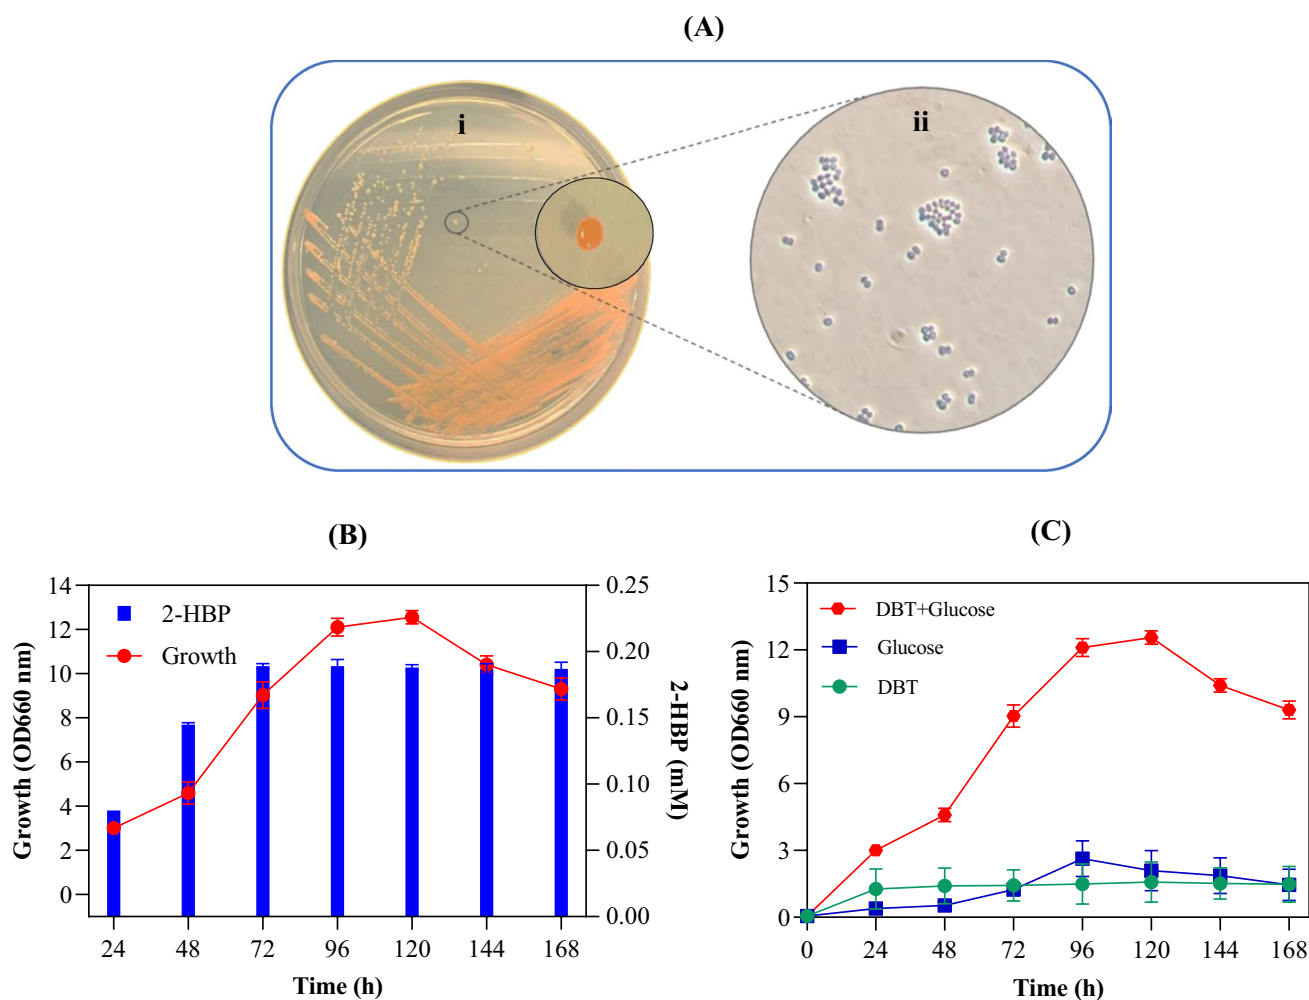 (A)
i
ii
(B)
14
12
10
8
6
4
2
0
Growth (OD660 nm)
2-HBP
Growth
0.25
0.20
0.15
0.10
0.05
0.00
2-HBP (mM)
24 48 72 96 120 144 168
Time (h)
(C)
15
12
9
6
3
0
Growth (OD660 nm)
DBT+Glucose
Glucose
DBT
0 24 48 72 96 120 144 168
Time (h)